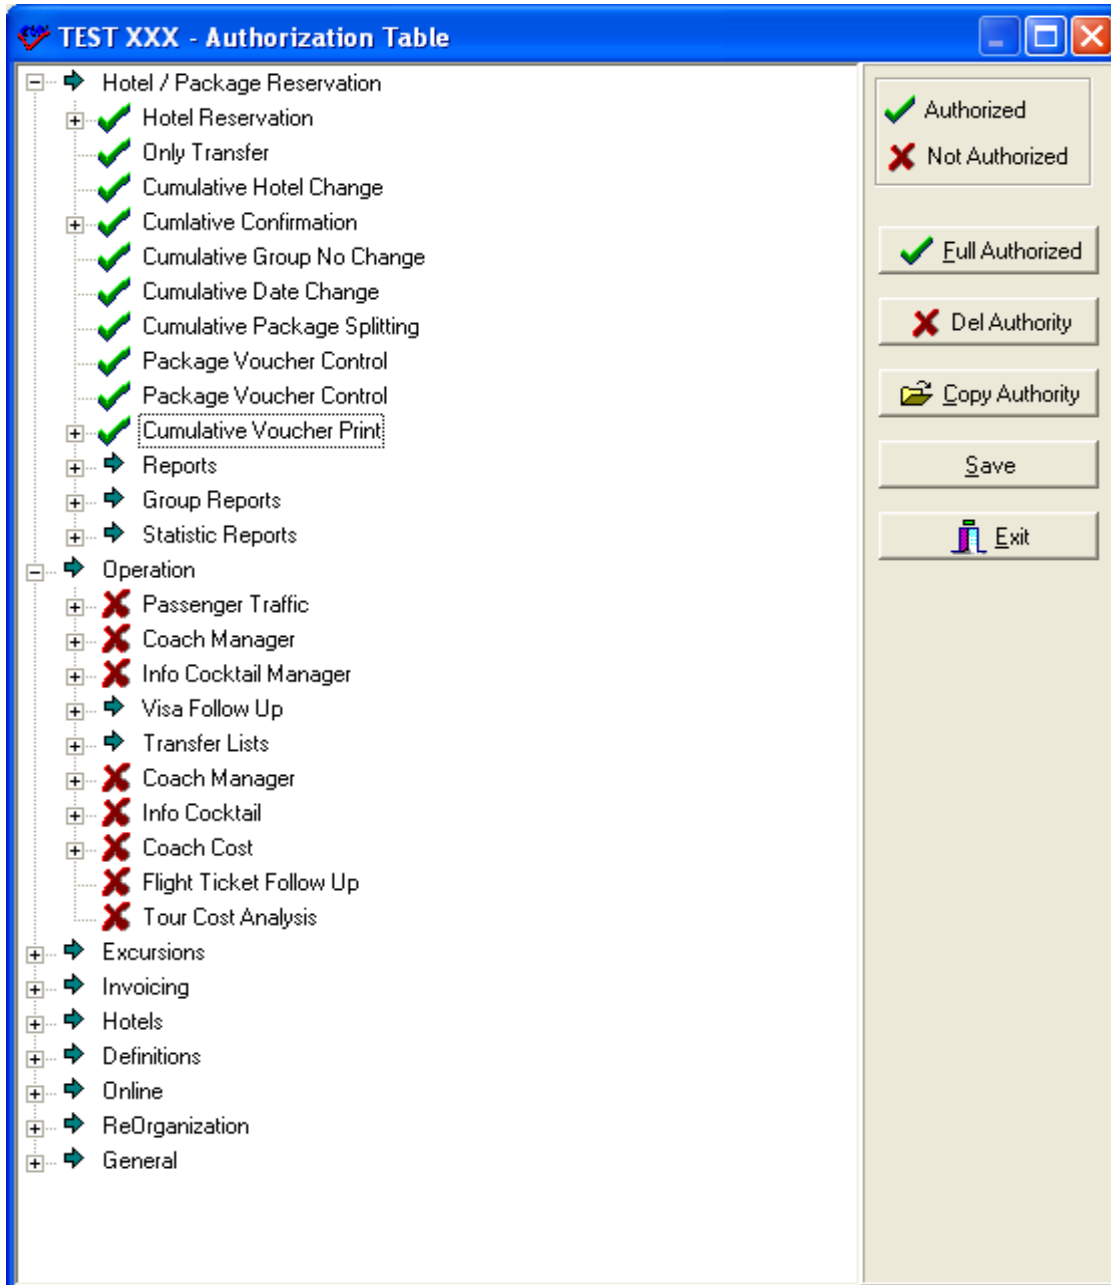 TEST XXX - Authorization Table
Hotel / Package Reservation
Hotel Reservation
Only Transfer
Cumulative Hotel Change
Cumlative Confirmation
Cumulative Group No Change
Cumulative Date Change
Cumulative Package Splitting
Package Voucher Control
Package Voucher Control
Cumulative Voucher Print
Reports
Group Reports
Statistic Reports
Operation
Passenger Traffic
Coach Manager
Info Cocktail Manager
Visa Follow Up
Transfer Lists
Coach Manager
Info Cocktail
Coach Cost
Flight Ticket Follow Up
Tour Cost Analysis
Excursions
Invoicing
Hotels
Definitions
Online
ReOrganization
General
Authorized
Not Authorized
Full Authorized
Del Authority
Copy Authority
Save
Exit